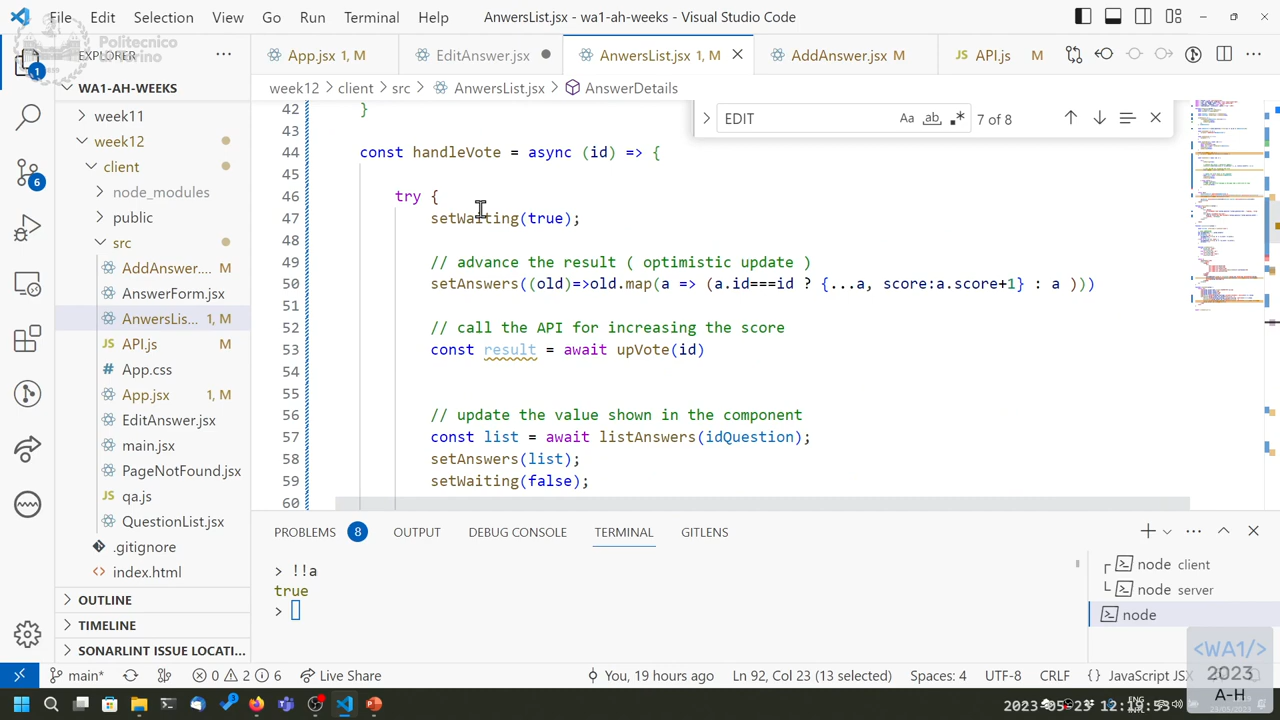 File Edit Selection View Go Run Terminal Help AnwersList.jsx - wa1-ah-weeks - Visual Studio Code
Politecnico
EXPLORER
App.jsx 1, M
EditAnswer.jsx
AnwersList.jsx 1, M
AddAnswer.jsx M
API.js M
WA1-AH-WEEKS
week11
week12
client
node_modules
public
src
AddAnswer.... M
AnswerForm.jsx
AnwersLis... 1, M
API.js M
App.css
App.jsx 1, M
EditAnswer.jsx
main.jsx
PageNotFound.jsx
qa.js
QuestionList.jsx
.gitignore
index.html
OUTLINE
TIMELINE
SONARLINT ISSUE LOCATI...
week12 > client > src > AnwersList.jsx > AnswerDetails
EDIT Aa ab 7 of 8
42 }
43
44 const async (id) => {
45
try
47 (true);
48
49 // advance the result ( optimistic update )
(old)=>old.map(a => score:a.score+1} : a )))
52 // call the API for increasing the score
53 const result = await upVote(id)
54
55
56 // update the value shown in the component
57 const list = await listAnswers(idQuestion);
58 setAnswers(list);
59 setWaiting(false);
60
PROBLEMS 8 OUTPUT DEBUG CONSOLE TERMINAL GITLENS
> !!a
true
>
node client
node server
node
<WA1/>
2023
A-H
main* 0 2 6 Live Share You, 19 hours ago Ln 92, Col 23 (13 selected) Spaces: 4 UTF-8 CRLF {} JavaScript JSX